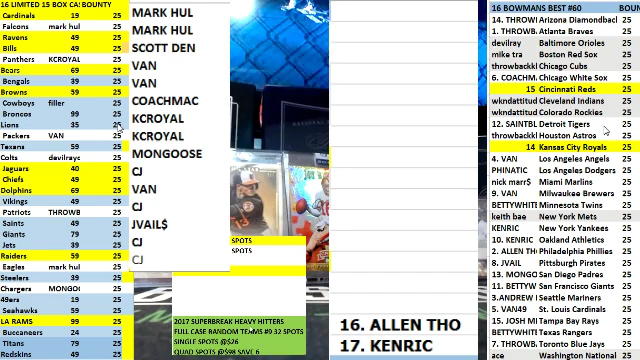 16 LIMITED 15 BOX CA! BOUNTY
Cardinals 19 25
Falcons mark hul 25
Ravens 49 25
Bills 49 25
Panthers KCROYAL 25
Bears 69 25
Bengals 39 25
Browns 59 25
Cowboys filler 25
Broncos 99 25
Lions 35 25
Packers VAN 25
Texans 59 25
Colts devilrayc 25
Jaguars 40 25
Chiefs 49 25
Dolphins 69 25
Vikings 49 25
Patriots THROWB 25
Saints 49 25
Giants 79 25
Jets 39 25
Raiders 59 25
Eagles mark hul 25
Steelers 39 25
Chargers MONGO 25
49ers 19 25
Seahawks 59 25
LA RAMS 99 25
Buccaneers 24 25
Titans 79 25
Redskins 49 25
MARK HUL
MARK HUL
SCOTT DEN
VAN
VAN
COACHMAC
KCROYAL
KCROYAL
MONGOOSE
CJ
VAN
CJ
JVAIL$
CJ
CJ
SPOTS
SPOTS
2017 SUPERBREAK HEAVY HITTERS
FULL CASE RANDOM TEAMS #9 32 SPOTS
SINGLE SPOTS @$26
QUAD SPOTS @$98 SAVE 6
16. ALLEN THO
17. KENRIC
16 BOWMANS BEST #60 BOUN
14. THROWI Arizona Diamondbacl 25
1. THROWI Atlanta Braves 25
devilray Baltimore Orioles 25
mike tra Boston Red Sox 25
throwbackl Chicago Cubs 25
6. COACHM. Chicago White Sox 25
15 Cincinnati Reds 25
wkndattitud Cleveland Indians 25
wkndattitud Colorado Rockies 25
12. SAINTBL Detroit Tigers 25
throwbackl Houston Astros 25
14 Kansas City Royals 25
4. VAN Los Angeles Angels 25
PHINATIC Los Angeles Dodgers 25
nick marr$ Miami Marlins 25
9. VAN Milwaukee Brewers 25
BETTYWHIT Minnesota Twins 25
keith bae New York Mets 25
KENRIC New York Yankees 25
10. KENRIC Oakland Athletics 25
2. ALLEN TH Philadelphia Phillies 25
8. JVAIL Pittsburgh Pirates 25
13. MONGO San Diego Padres 25
11. BETTYW San Francisco Giants 25
3.ANDREW I Seattle Mariners 25
5. VAN49 St. Louis Cardinals 25
15. JOSH MI Tampa Bay Rays 25
BETTYWHIT Texas Rangers 25
7. THROWB Toronto Blue Jays 25
ace Washington National 25